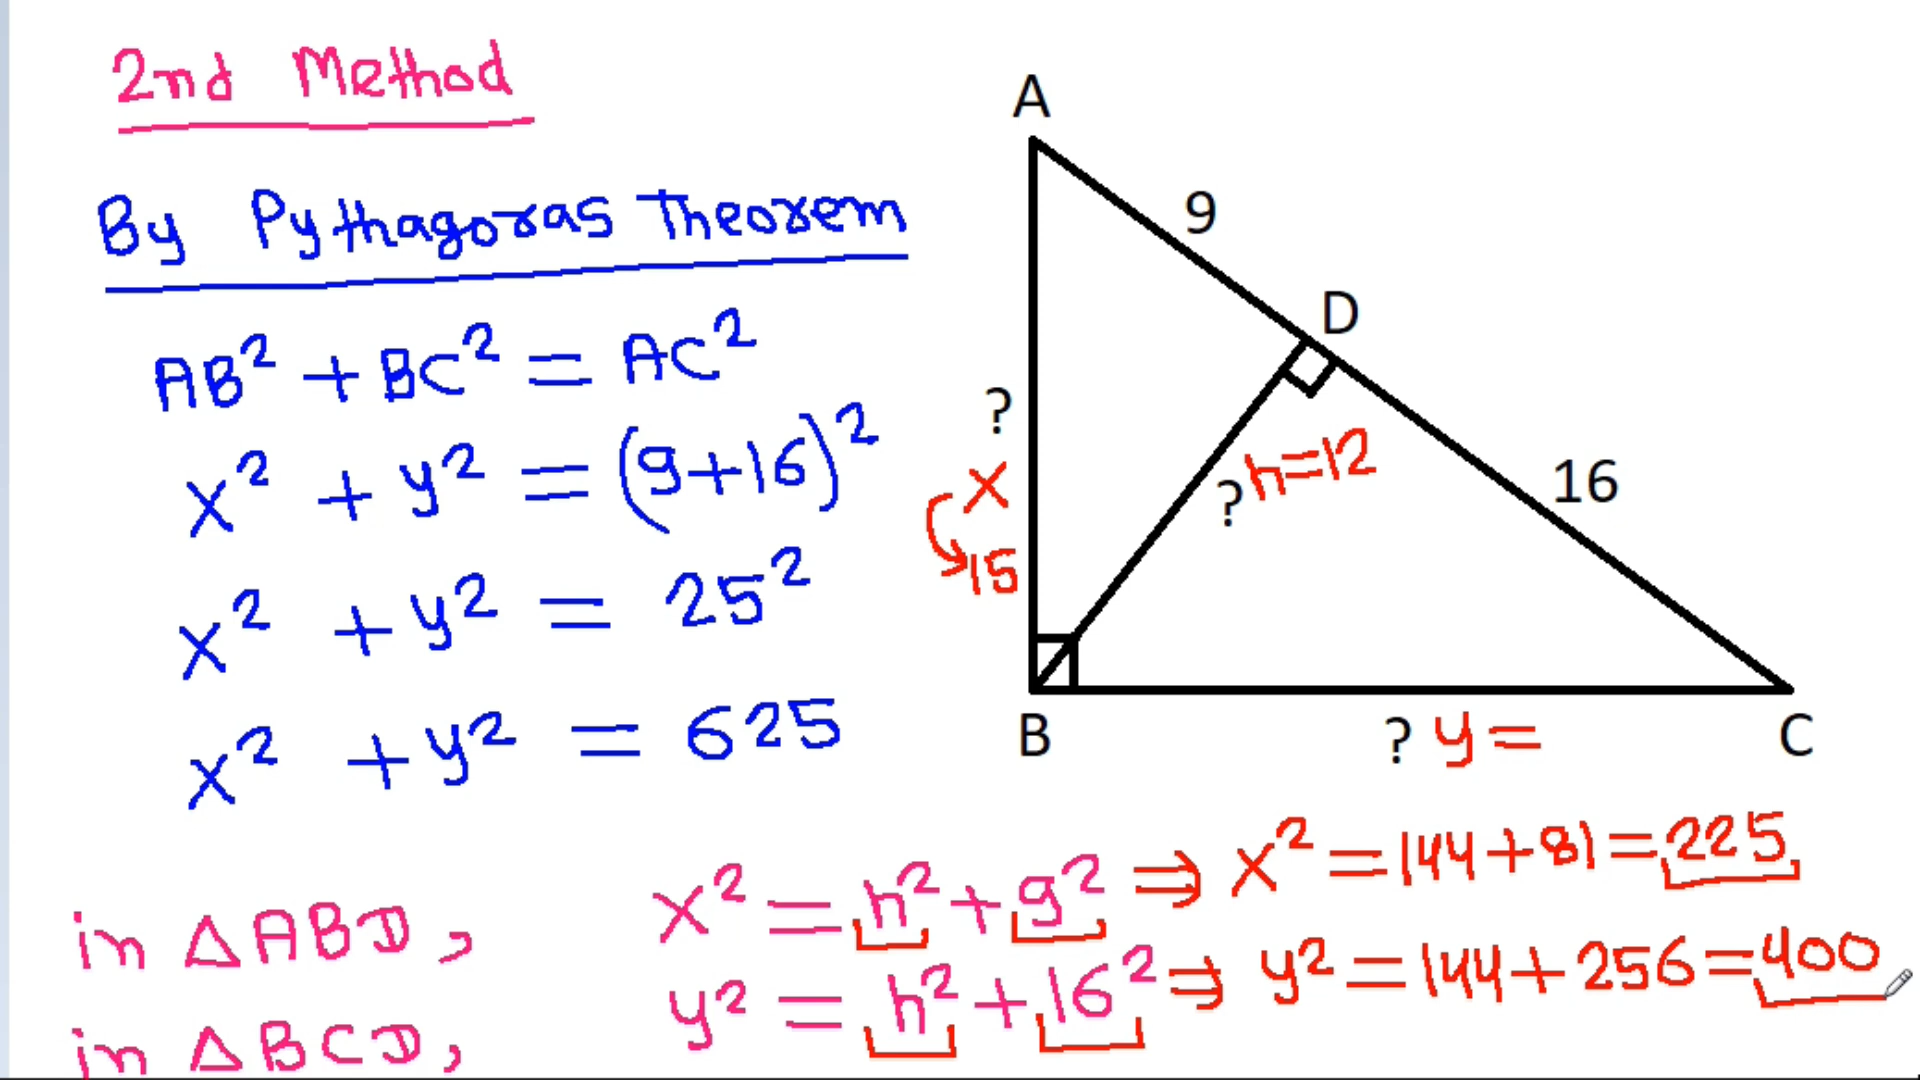 2nd Method
By Pythagoras Theorem
AB² + BC² = AC²
x² + y² = (9+16)²
x² + y² = 25²
x² + y² = 625
in △ABD, x² = h² + 9² ⇒ x² = 144 + 81 = 225
in △BCD, y² = h² + 16² ⇒ y² = 144 + 256 = 400
A
9
D
?
x
15
? h=12
16
B
? y =
C